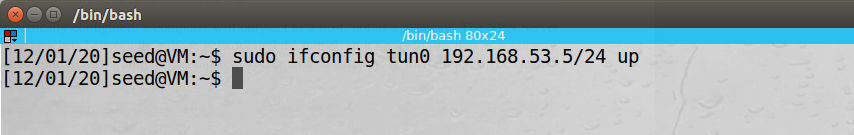 /bin/bash
/bin/bash 80x24
[12/01/20]seed@VM:~$ sudo ifconfig tun0 192.168.53.5/24 up
[12/01/20]seed@VM:~$